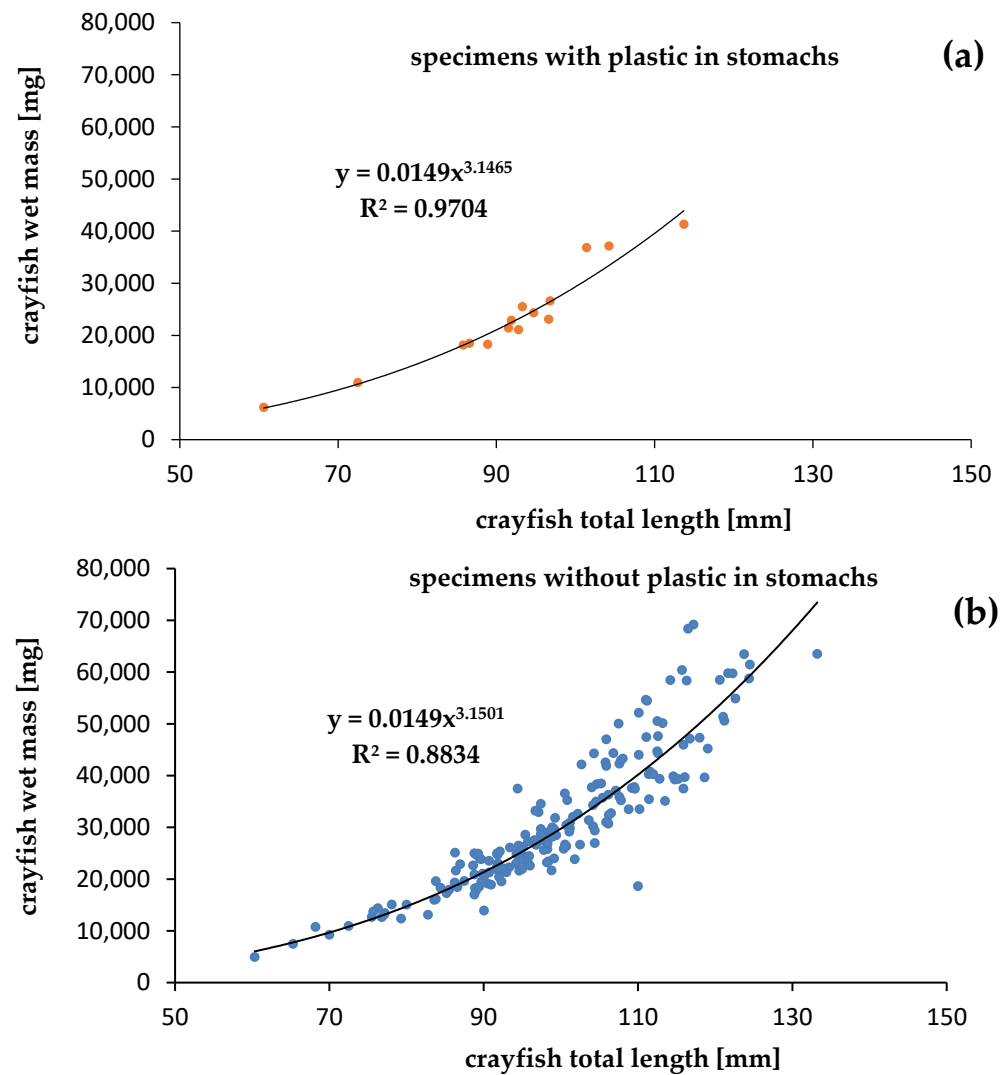 80,000
specimens with plastic in stomachs
(a)
70,000
60,000
50,000
y = 0.0149x^3.1465
R² = 0.9704
40,000
30,000
20,000
10,000
0
crayfish wet mass [mg]
50 70 90 110 130 150
crayfish total length [mm]
80,000
specimens without plastic in stomachs
(b)
70,000
60,000
50,000
y = 0.0149x^3.1501
R² = 0.8834
40,000
30,000
20,000
10,000
0
crayfish wet mass [mg]
50 70 90 110 130 150
crayfish total length [mm]